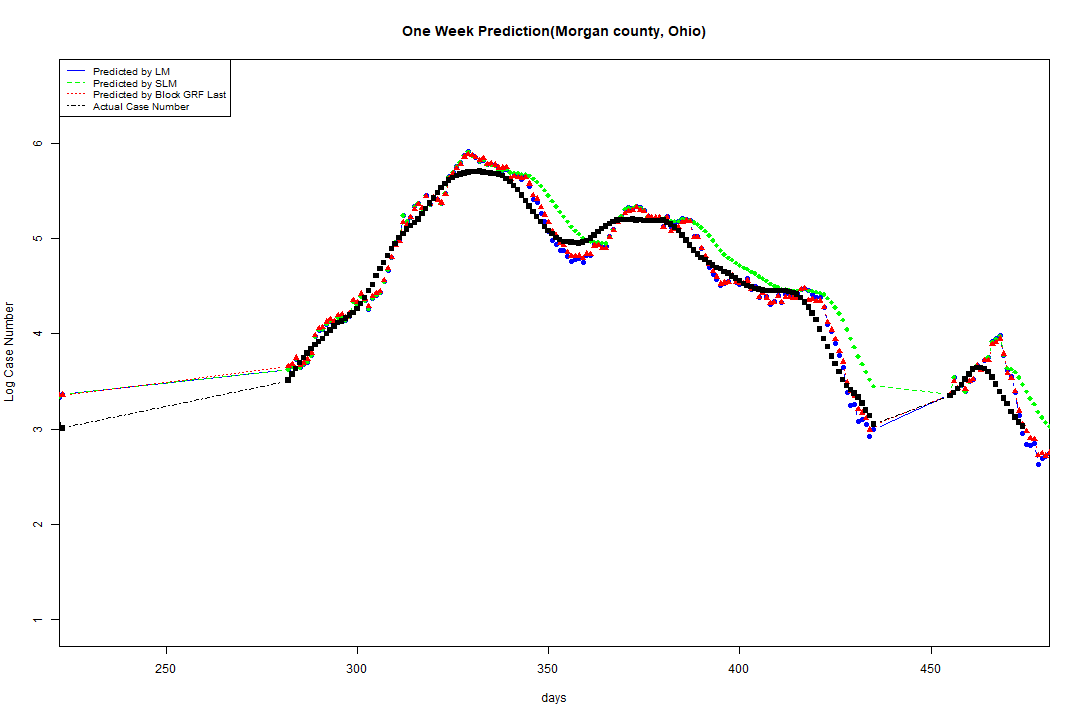 One Week Prediction(Morgan county, Ohio)
Predicted by LM
Predicted by SLM
Predicted by Block GRF Last
Actual Case Number
6
5
4
3
2
1
Log Case Number
250
300
350
400
450
days